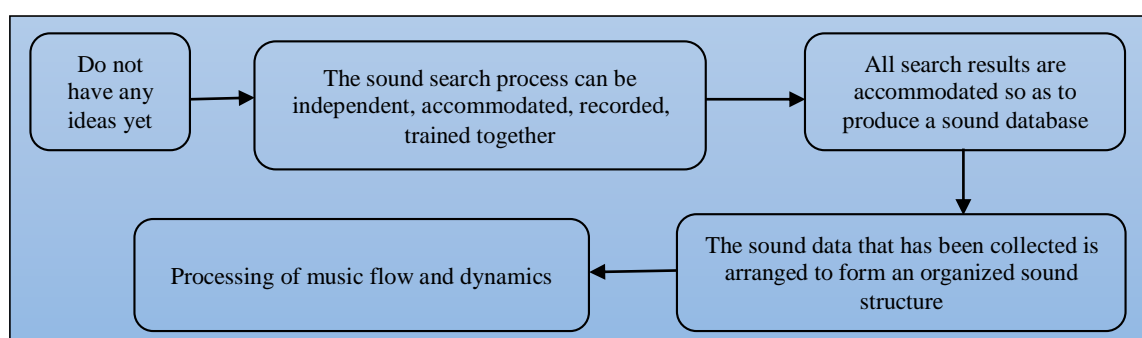 Do not
have any
ideas yet
The sound search process can be
independent, accommodated, recorded,
trained together
All search results are
accommodated so as to
produce a sound database
The sound data that has been collected is
arranged to form an organized sound
structure
Processing of music flow and dynamics